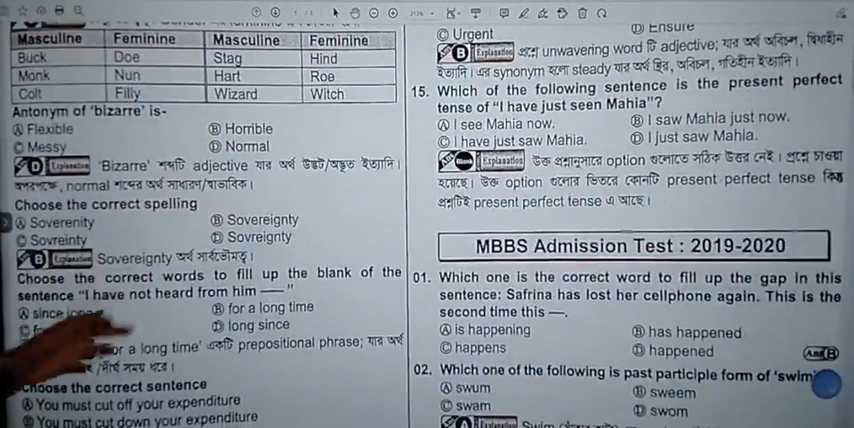 Masculine Feminine Masculine Feminine
Buck Doe Stag Hind
Monk Nun Hart Roe
Colt Filly Wizard Witch
Antonym of 'bizarre' is-
Ⓐ Flexible Ⓑ Horrible
Ⓒ Messy Ⓓ Normal
D Explanation 'Bizarre' শব্দটি adjective যার অর্থ উদ্ভট/অদ্ভুত ইত্যাদি।
অপরপক্ষে, normal শব্দের অর্থ সাধারণ/স্বাভাবিক।
Choose the correct spelling
Ⓐ Soverenity Ⓑ Sovereignty
Ⓒ Sovreinty Ⓓ Sovreignty
B Explanation Sovereignty অর্থ সার্বভৌমত্ব।
Choose the correct words to fill up the blank of the
sentence "I have not heard from him —— "
Ⓐ since Ⓑ for a long time
Ⓒ Ⓓ long since
or a long time' একটি prepositional phrase; যার অর্থ
/দীর্ঘ সময় ধরে।
Choose the correct sentence
Ⓐ You must cut off your expenditure
Ⓑ You must cut down your expenditure
Ⓒ Urgent Ⓓ Ensure
B Explanation প্রশ্নে unwavering word টি adjective; যার অর্থ অবিচল, দ্বিধাহীন
ইত্যাদি। এর synonym হলো steady যার অর্থ স্থির, অবিচল, গতিহীন ইত্যাদি।
15. Which of the following sentence is the present perfect
tense of "I have just seen Mahia"?
Ⓐ I see Mahia now. Ⓑ I saw Mahia just now.
Ⓒ I have just saw Mahia. Ⓓ I just saw Mahia.
Blank Explanation উক্ত প্রশ্নানুসারে option গুলোতে সঠিক উত্তর নেই। প্রশ্নে চাওয়া
হয়েছে। উক্ত option গুলোর ভিতরে কোনটি present perfect tense কিন্তু
প্রশ্নটিই present perfect tense এ আছে।
MBBS Admission Test : 2019-2020
01. Which one is the correct word to fill up the gap in this
sentence: Safrina has lost her cellphone again. This is the
second time this —.
Ⓐ is happening Ⓑ has happened
Ⓒ happens Ⓓ happened Ans B
02. Which one of the following is past participle form of 'swim'
Ⓐ swum Ⓑ sweem
Ⓒ swam Ⓓ swom
A Explanation Swim